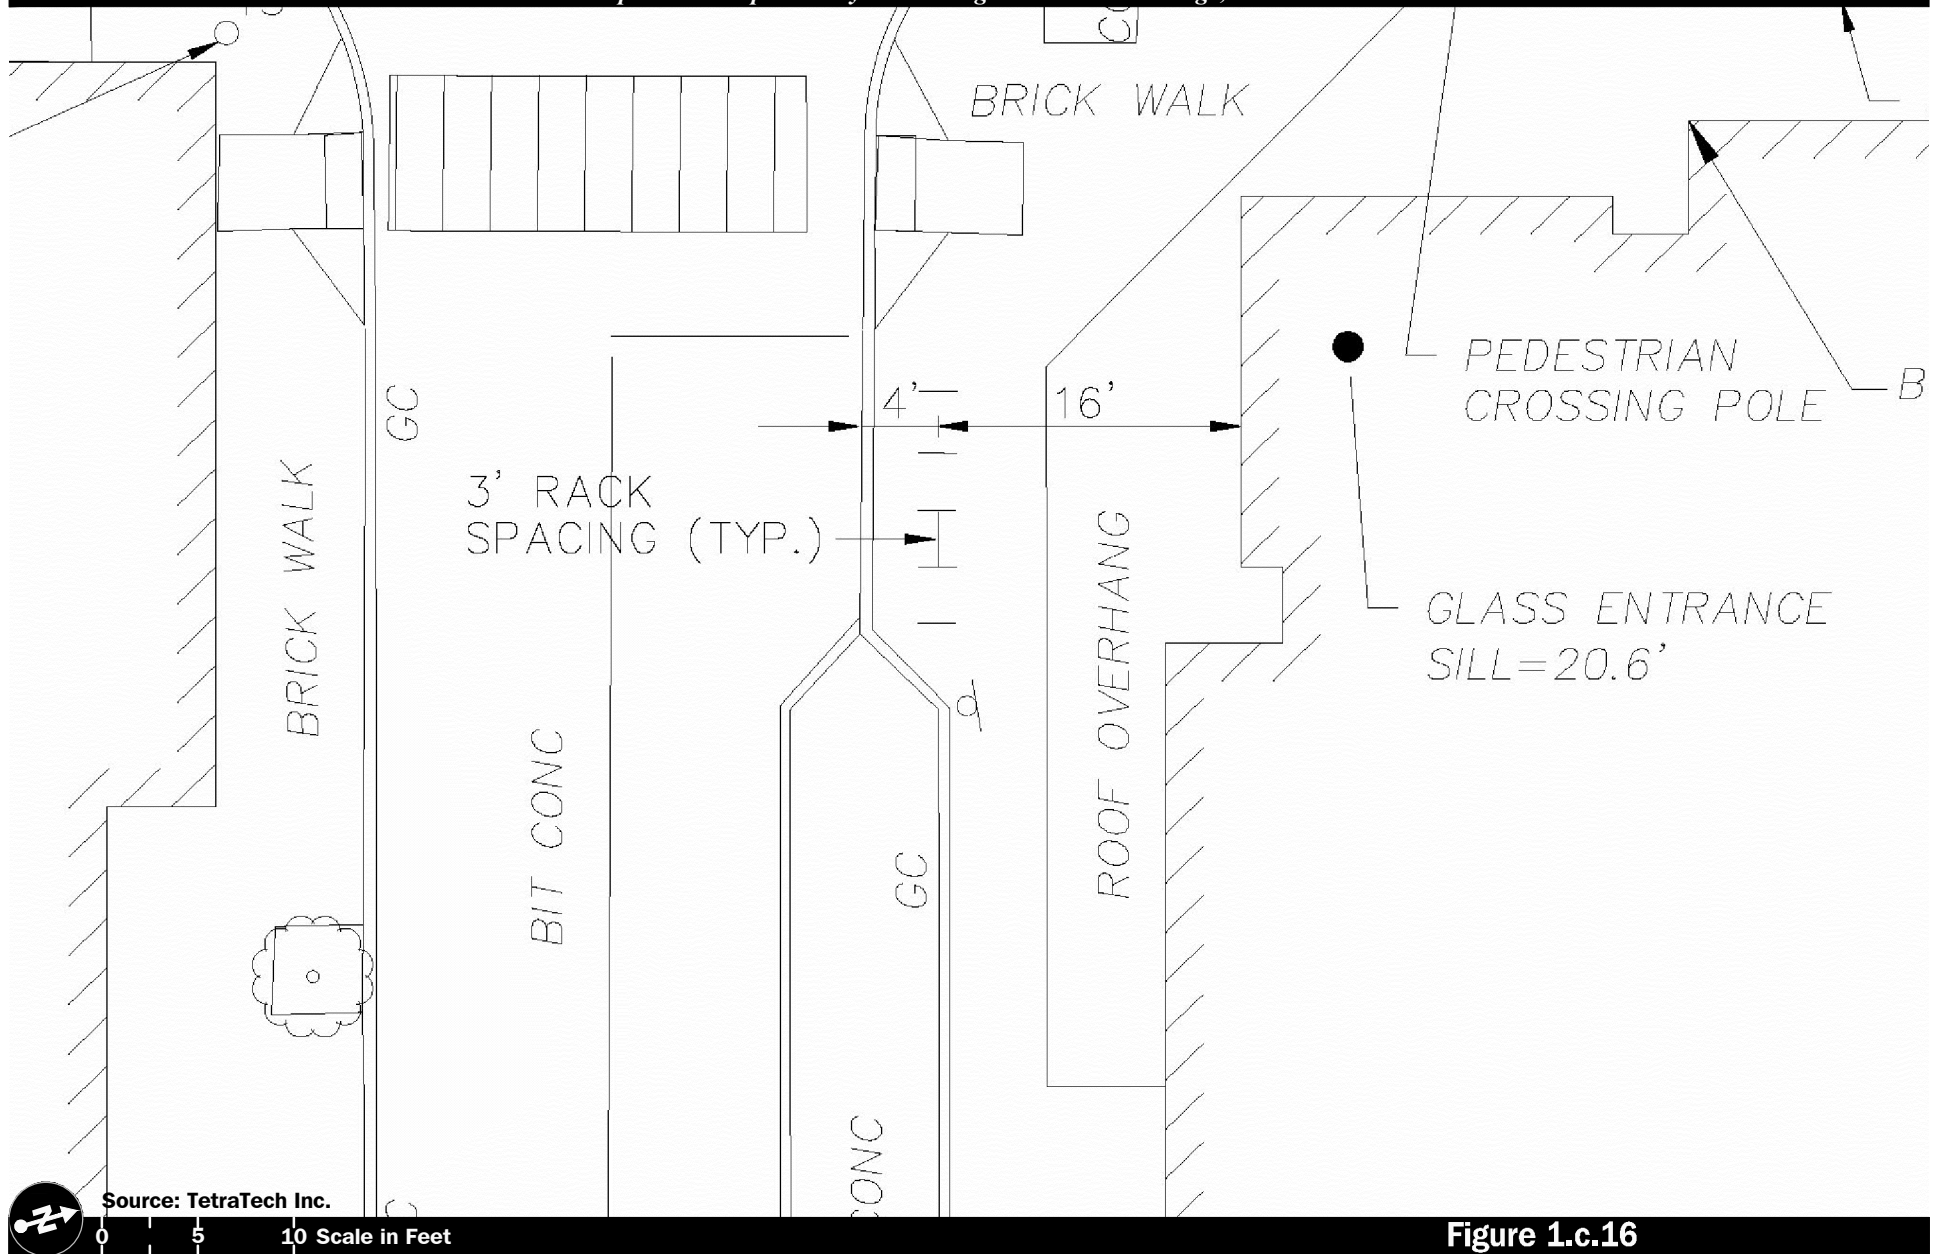 BRICK WALK
GC
4'
16'
PEDESTRIAN
CROSSING POLE
B
3' RACK
SPACING (TYP.)
BRICK WALK
ROOF OVERHANG
GLASS ENTRANCE
SILL=20.6'
BIT CONC
GC
CONC
Source: TetraTech Inc.
0 5 10 Scale in Feet
Figure 1.c.16